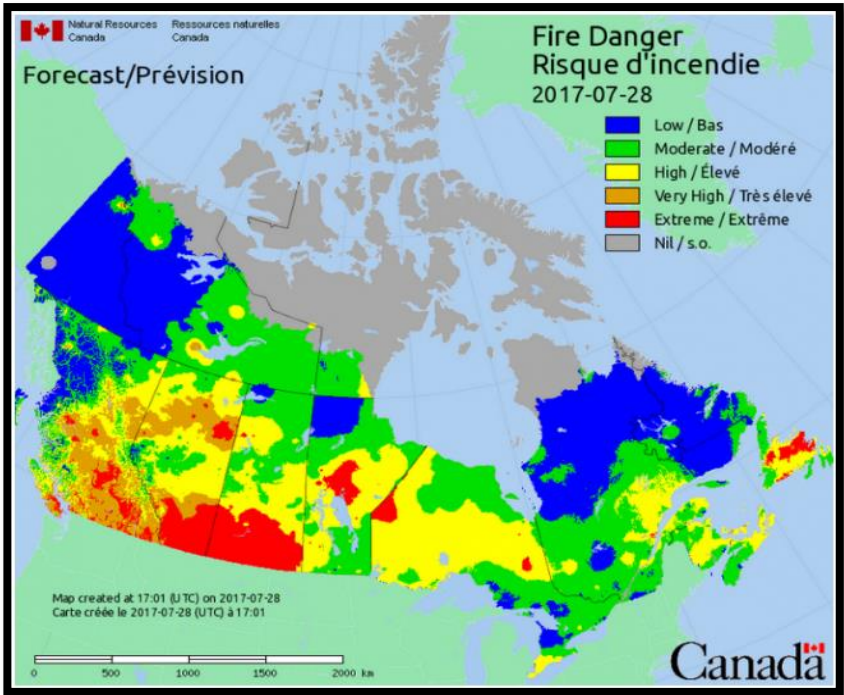 Natural Resources Ressources naturelles
Canada Canada
Forecast/Prévision
Fire Danger
Risque d'incendie
2017-07-28
Low / Bas
Moderate / Modéré
High / Élevé
Very High / Très élevé
Extreme / Extrême
Nil / s.o.
Map created at 17:01 (UTC) on 2017-07-28
Carte créée le 2017-07-28 (UTC) à 17:01
0 500 1000 1500 2000 km
Canada